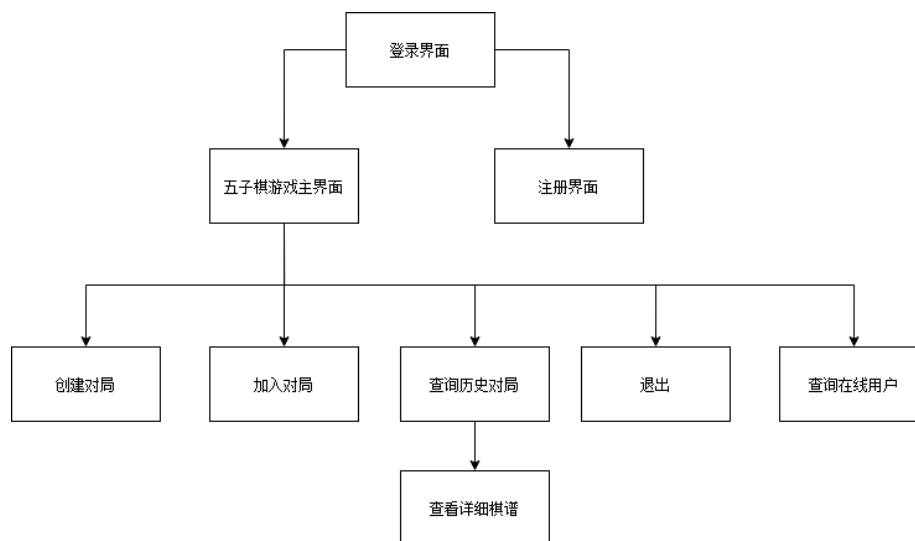 登录界面
五子棋游戏主界面
注册界面
创建对局
加入对局
查询历史对局
退出
查询在线用户
查看详细棋谱